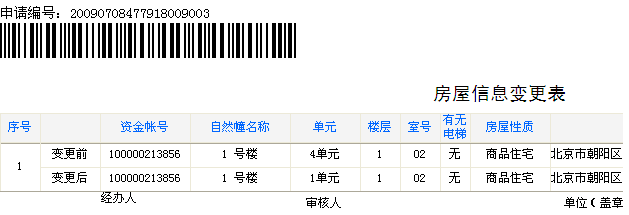 申请编号：20090708477918009003
房屋信息变更表
序号 资金帐号 自然幢名称 单元 楼层 室号 有无电梯 房屋性质
1 变更前 100000213856 1 号楼 4单元 1 02 无 商品住宅 北京市朝阳区
变更后 100000213856 1 号楼 1单元 1 02 无 商品住宅 北京市朝阳区
经办人 审核人 单位（盖章